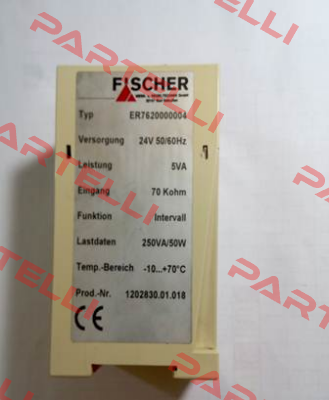 PARTELLI
FISCHER
Typ ER7620000004
Versorgung 24V 50/60Hz
Leistung 5VA
Eingang 70 Kohm
Funktion Intervall
Lastdaten 250VA/50W
Temp.-Bereich -10...+70°C
Prod.-Nr. 1202830.01.018
CE
PARTELLI
PARTELLI